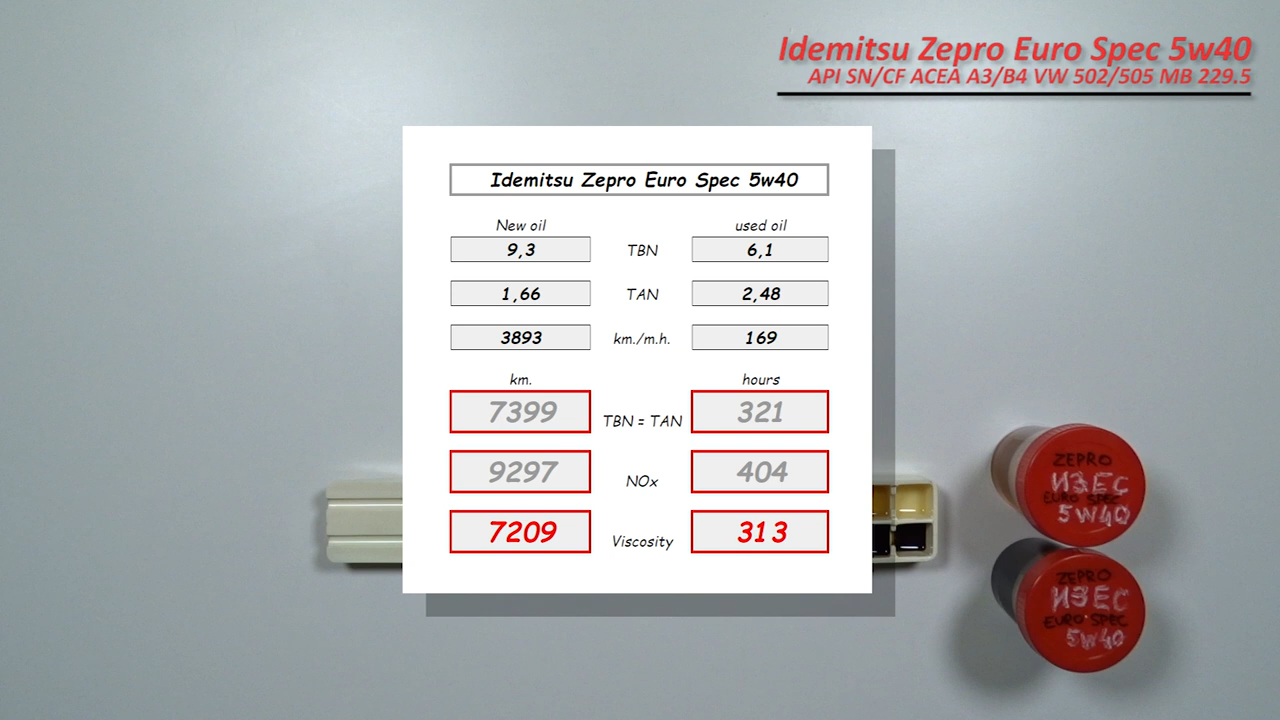 Idemitsu Zepro Euro Spec 5w40
API SN/CF ACEA A3/B4 VW 502/505 MB 229.5
Idemitsu Zepro Euro Spec 5w40
New oil used oil
9,3 TBN 6,1
1,66 TAN 2,48
3893 km./m.h. 169
km. hours
7399 TBN = TAN 321
9297 NOx 404
7209 Viscosity 313
ZEPRO
ИЗЕС
EURO SPEC
5W40
ZEPRO
ИЗЕС
EURO SPEC
5W40